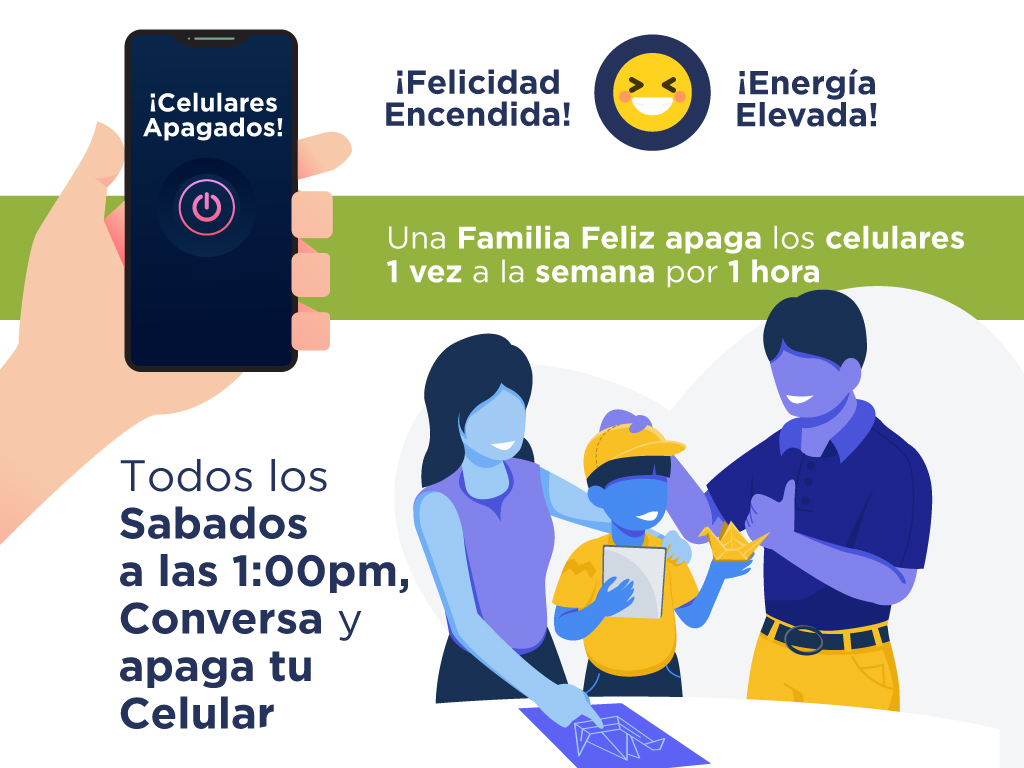 ¡Celulares
Apagados!
¡Felicidad
Encendida!
¡Energía
Elevada!
Una Familia Feliz apaga los celulares
1 vez a la semana por 1 hora
Todos los
Sabados
a las 1:00pm,
Conversa y
apaga tu
Celular